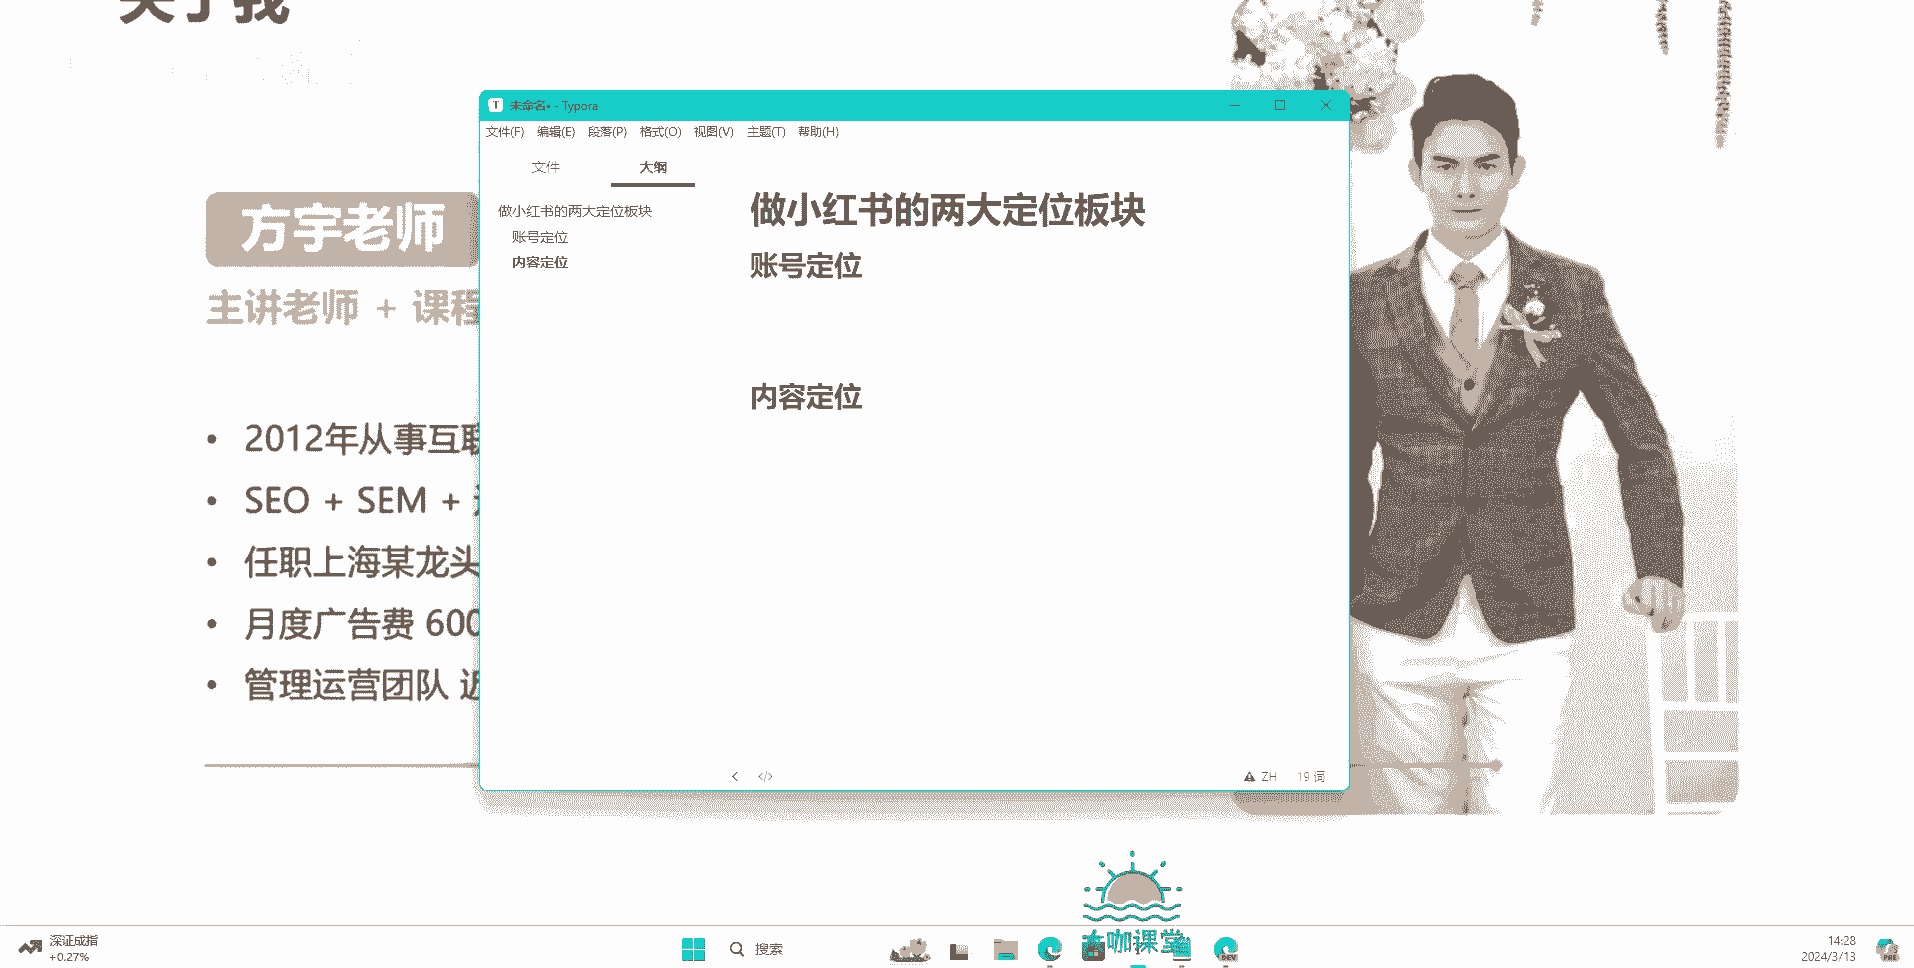 关于我
方宇老师
主讲老师 + 课程
2012年从事互联
SEO + SEM +
任职上海某龙头
月度广告费 600
管理运营团队 近
未命名• - Typora
文件(F) 编辑(E) 段落(P) 格式(O) 视图(V) 主题(T) 帮助(H)
文件 大纲
做小红书的两大定位板块
账号定位
内容定位
做小红书的两大定位板块
账号定位
内容定位
ZH 19 词
大咖课堂
深证成指
+0.27%
搜索
DEV
14:28
2024/3/13
PRE